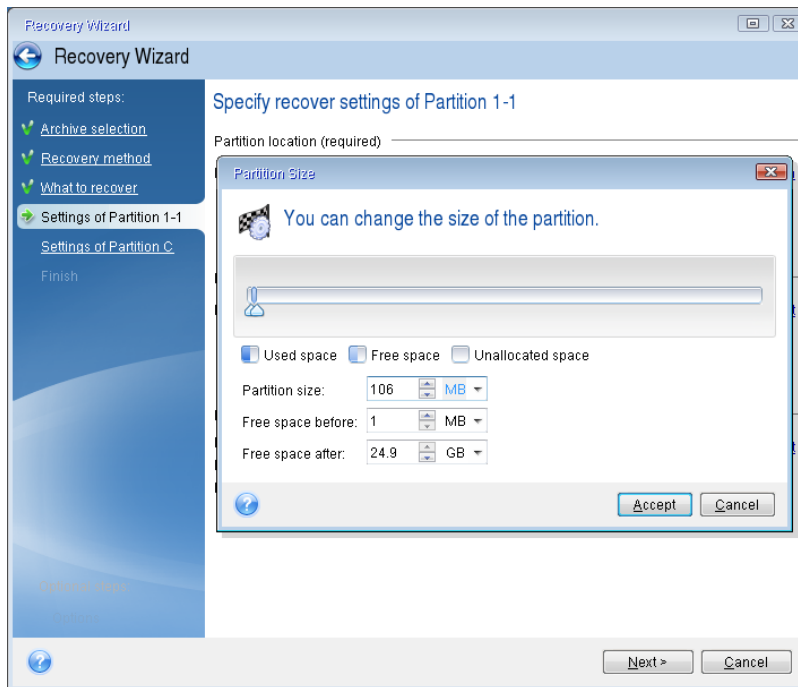 Recovery Wizard
Recovery Wizard
Required steps:
Archive selection
Recovery method
What to recover
Settings of Partition 1-1
Settings of Partition C
Finish
Specify recover settings of Partition 1-1
Partition location (required)
Partition Size
You can change the size of the partition.
Used space Free space Unallocated space
Partition size: 106 MB
Free space before: 1 MB
Free space after: 24.9 GB
? Accept Cancel
? Next > Cancel